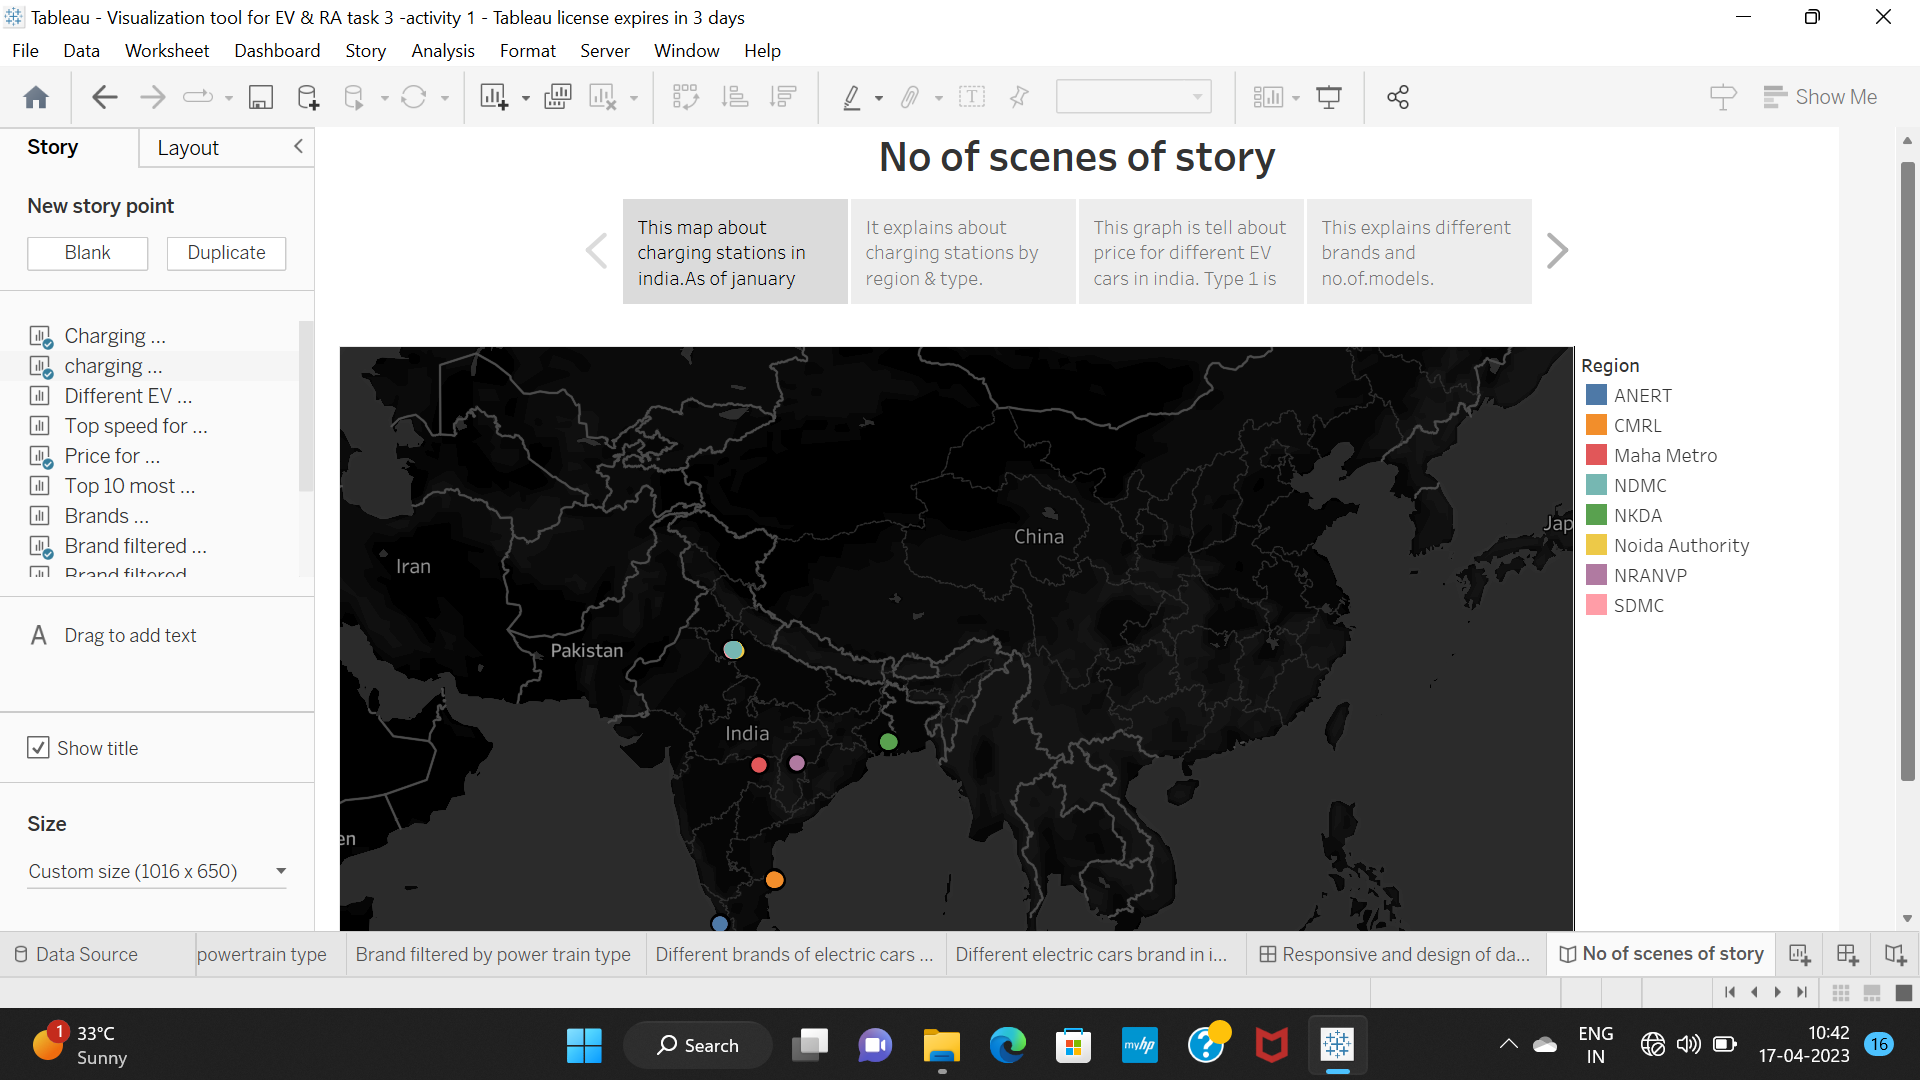 Tableau - Visualization tool for EV & RA task 3 -activity 1 - Tableau license expires in 3 days
File Data Worksheet Dashboard Story Analysis Format Server Window Help
Show Me
Story Layout
New story point
Blank Duplicate
Charging ...
charging ...
Different EV ...
Top speed for ...
Price for ...
Top 10 most ...
Brands ...
Brand filtered ...
Brand filtered
A Drag to add text
Show title
Size
Custom size (1016 x 650)
No of scenes of story
This map about
charging stations in
india.As of january
It explains about
charging stations by
region & type.
This graph is tell about
price for different EV
cars in india. Type 1 is
This explains different
brands and
no.of.models.
China
Jap
Iran
Pakistan
India
en
Region
ANERT
CMRL
Maha Metro
NDMC
NKDA
Noida Authority
NRANVP
SDMC
Data Source powertrain type Brand filtered by power train type Different brands of electric cars ... Different electric cars brand in i... Responsive and design of da... No of scenes of story
1 33°C
Sunny
Search
myhp
ENG
IN
10:42
17-04-2023
16